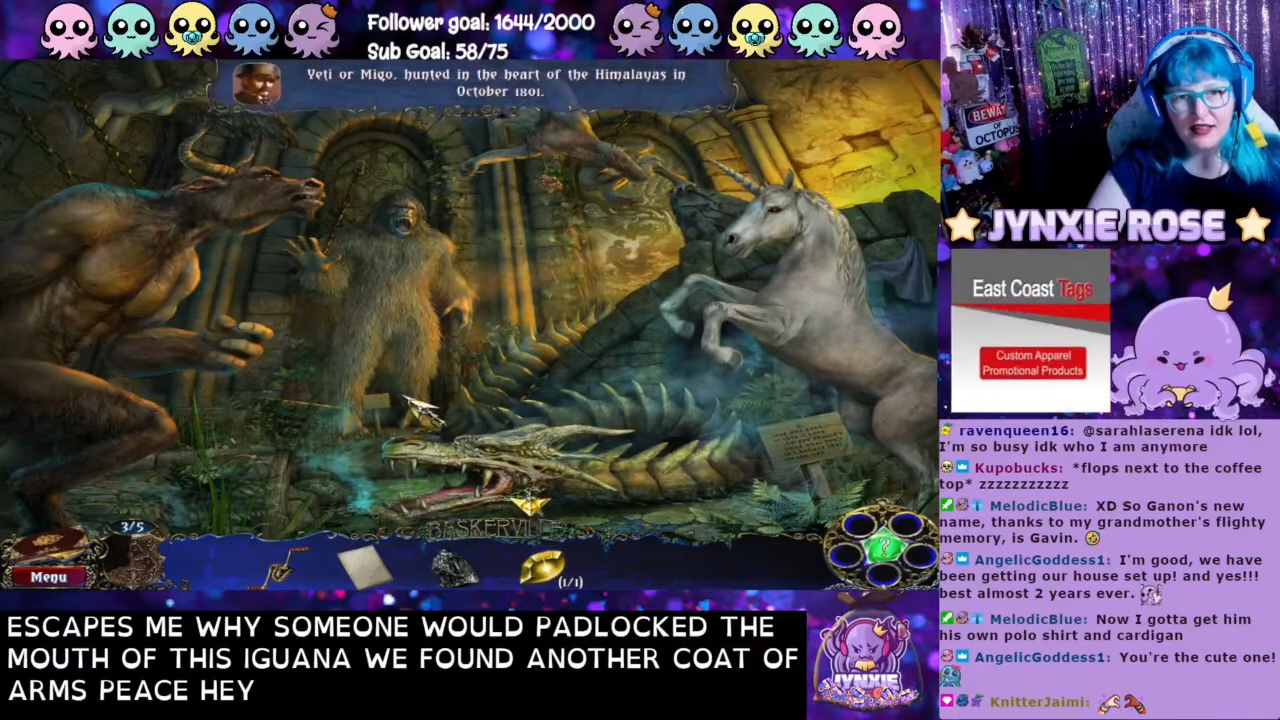 Follower goal: 1644/2000
Sub Goal: 58/75
Yeti or Migo, hunted in the heart of the Himalayas in
October 1801.
BEWA
OF
OCTOPUS
JYNXIE ROSE
East Coast Tags
Custom Apparel
Promotional Products
ravenqueen16: @sarahlaserena idk lol,
I'm so busy idk who I am anymore
Kupobucks: *flops next to the coffee
top* zzzzzzzzzzz
MelodicBlue: XD So Ganon's new
name, thanks to my grandmother's flighty
memory, is Gavin.
AngelicGoddess1: I'm good, we have
been getting our house set up! and yes!!!
best almost 2 years ever.
MelodicBlue: Now I gotta get him
his own polo shirt and cardigan
AngelicGoddess1: You're the cute one!
KnitterJaimi:
BASKERVILLE
3/5
Menu
?
(1/1)
ESCAPES ME WHY SOMEONE WOULD PADLOCKED THE
MOUTH OF THIS IGUANA WE FOUND ANOTHER COAT OF
ARMS PEACE HEY
JYNXIE